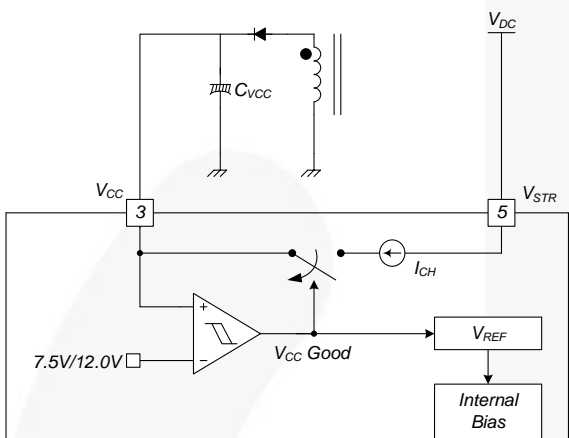 V_DC
C_VCC
V_CC
3
5
V_STR
I_CH
+
−
7.5V/12.0V
V_CC Good
V_REF
Internal
Bias